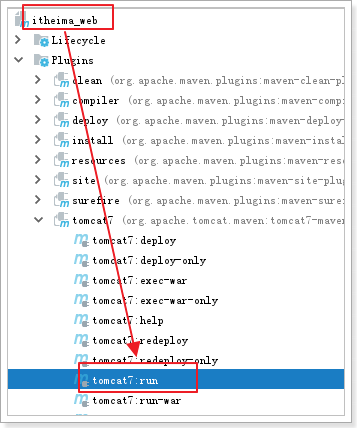 itheima_web
Lifecycle
Plugins
clean (org.apache.maven.plugins:maven-clean-pl
compiler (org.apache.maven.plugins:maven-comp
deploy (org.apache.maven.plugins:maven-deploy-
install (org.apache.maven.plugins:maven-instal
resources (org.apache.maven.plugins:maven-reso
site (org.apache.maven.plugins:maven-site-plug
surefire (org.apache.maven.plugins:maven-suref
tomcat7 (org.apache.tomcat.maven:tomcat7-maven
tomcat7:deploy
tomcat7:deploy-only
tomcat7:exec-war
tomcat7:exec-war-only
tomcat7:help
tomcat7:redeploy
tomcat7:redeploy-only
tomcat7:run
tomcat7:run-war